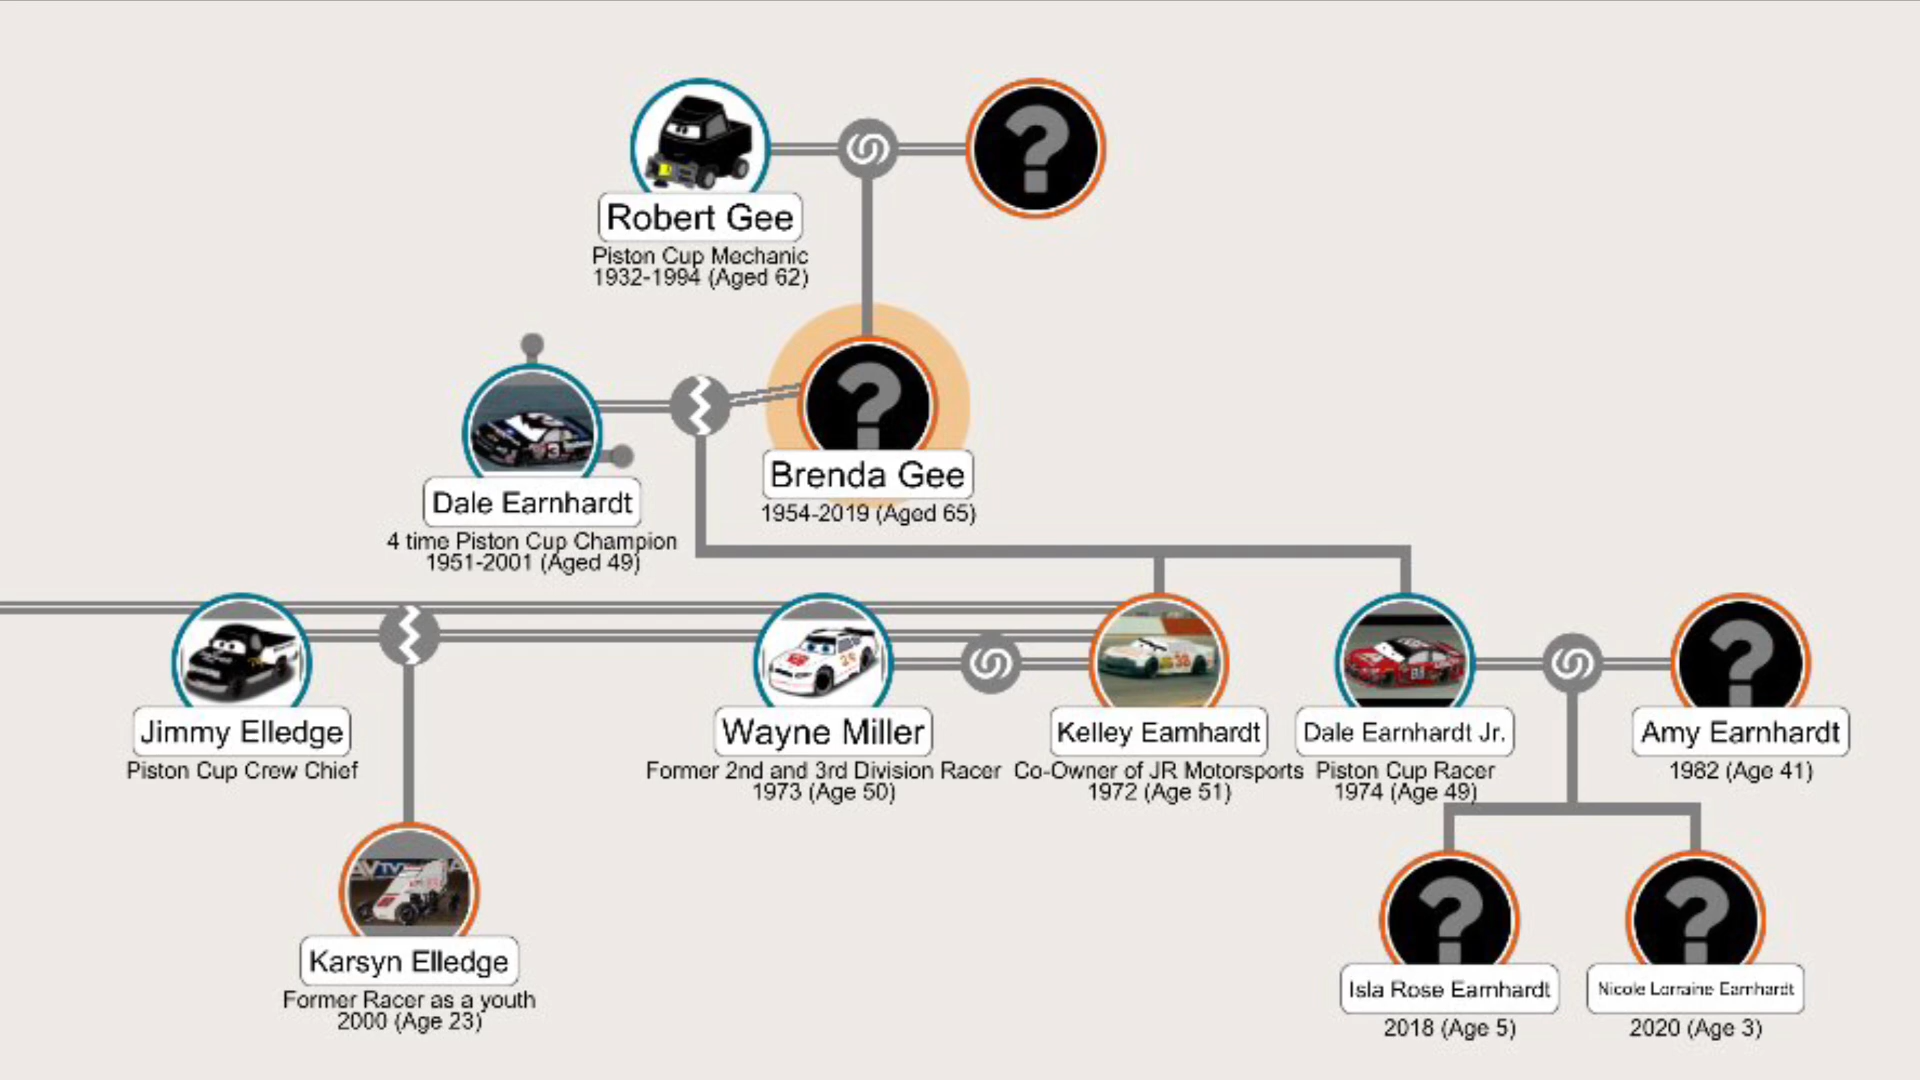 Robert Gee
Piston Cup Mechanic
1932-1994 (Aged 62)
Brenda Gee
1954-2019 (Aged 65)
Dale Earnhardt
4 time Piston Cup Champion
1951-2001 (Aged 49)
3
Jimmy Elledge
Piston Cup Crew Chief
Wayne Miller
Former 2nd and 3rd Division Racer
1973 (Age 50)
Kelley Earnhardt
Co-Owner of JR Motorsports
1972 (Age 51)
38
Dale Earnhardt Jr.
Piston Cup Racer
1974 (Age 49)
88
Amy Earnhardt
1982 (Age 41)
Karsyn Elledge
Former Racer as a youth
2000 (Age 23)
Isla Rose Earnhardt
2018 (Age 5)
Nicole Lorraine Earnhardt
2020 (Age 3)